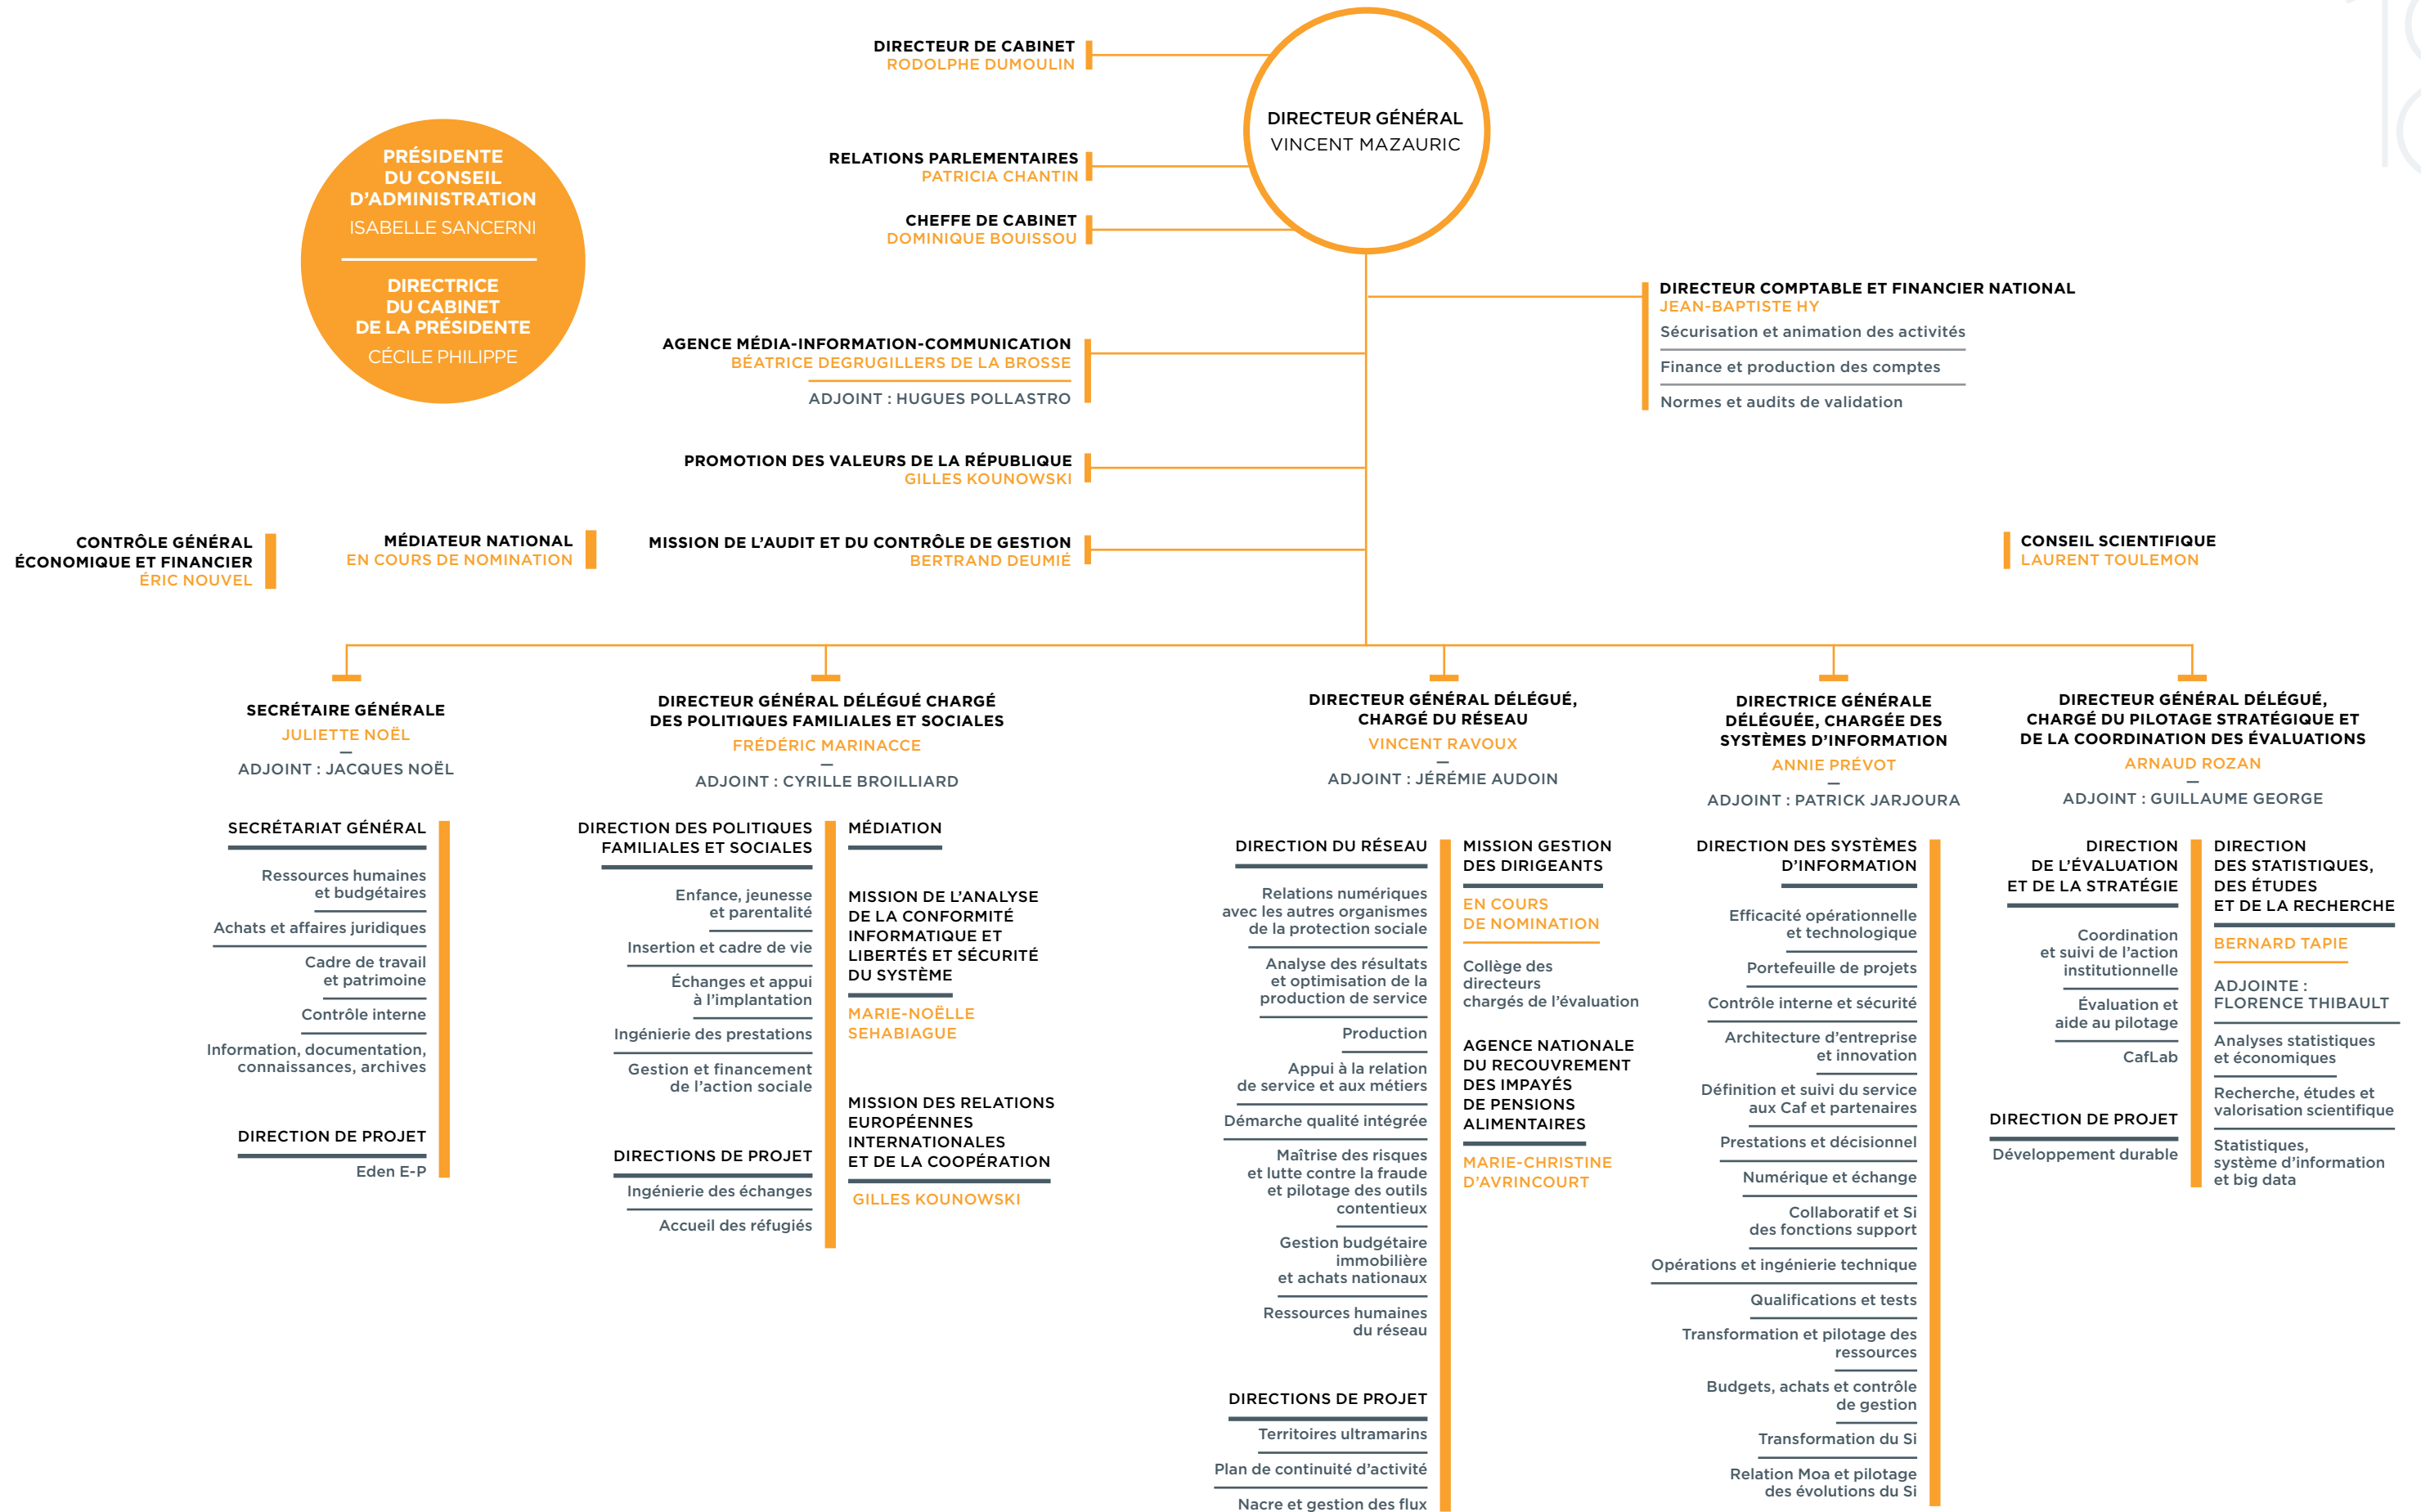 DIRECTEUR DE CABINET
RODOLPHE DUMOULIN
DIRECTEUR GÉNÉRAL
VINCENT MAZAURIC
RELATIONS PARLEMENTAIRES
PATRICIA CHANTIN
CHEFFE DE CABINET
DOMINIQUE BOUISSOU
PRÉSIDENTE
DU CONSEIL
D'ADMINISTRATION
ISABELLE SANCERNI
DIRECTRICE
DU CABINET
DE LA PRÉSIDENTE
CÉCILE PHILIPPE
DIRECTEUR COMPTABLE ET FINANCIER NATIONAL
JEAN-BAPTISTE HY
Sécurisation et animation des activités
Finance et production des comptes
Normes et audits de validation
AGENCE MÉDIA-INFORMATION-COMMUNICATION
BÉATRICE DEGRUGILLERS DE LA BROSSE
ADJOINT : HUGUES POLLASTRO
PROMOTION DES VALEURS DE LA RÉPUBLIQUE
GILLES KOUNOWSKI
CONTRÔLE GÉNÉRAL
ÉCONOMIQUE ET FINANCIER
ÉRIC NOUVEL
MÉDIATEUR NATIONAL
EN COURS DE NOMINATION
MISSION DE L'AUDIT ET DU CONTRÔLE DE GESTION
BERTRAND DEUMIÉ
CONSEIL SCIENTIFIQUE
LAURENT TOULEMON
SECRÉTAIRE GÉNÉRALE
JULIETTE NOËL
—
ADJOINT : JACQUES NOËL
SECRÉTARIAT GÉNÉRAL
Ressources humaines
et budgétaires
Achats et affaires juridiques
Cadre de travail
et patrimoine
Contrôle interne
Information, documentation,
connaissances, archives
DIRECTION DE PROJET
Eden E-P
DIRECTEUR GÉNÉRAL DÉLÉGUÉ CHARGÉ
DES POLITIQUES FAMILIALES ET SOCIALES
FRÉDÉRIC MARINACCE
—
ADJOINT : CYRILLE BROILLIARD
DIRECTION DES POLITIQUES
FAMILIALES ET SOCIALES
Enfance, jeunesse
et parentalité
Insertion et cadre de vie
Échanges et appui
à l'implantation
Ingénierie des prestations
Gestion et financement
de l'action sociale
DIRECTIONS DE PROJET
Ingénierie des échanges
Accueil des réfugiés
MÉDIATION
MISSION DE L'ANALYSE
DE LA CONFORMITÉ
INFORMATIQUE ET
LIBERTÉS ET SÉCURITÉ
DU SYSTÈME
MARIE-NOËLLE
SEHABIAGUE
MISSION DES RELATIONS
EUROPÉENNES
INTERNATIONALES
ET DE LA COOPÉRATION
GILLES KOUNOWSKI
DIRECTEUR GÉNÉRAL DÉLÉGUÉ,
CHARGÉ DU RÉSEAU
VINCENT RAVOUX
—
ADJOINT : JÉRÉMIE AUDOIN
DIRECTION DU RÉSEAU
Relations numériques
avec les autres organismes
de la protection sociale
Analyse des résultats
et optimisation de la
production de service
Production
Appui à la relation
de service et aux métiers
Démarche qualité intégrée
Maîtrise des risques
et lutte contre la fraude
et pilotage des outils
contentieux
Gestion budgétaire
immobilière
et achats nationaux
Ressources humaines
du réseau
DIRECTIONS DE PROJET
Territoires ultramarins
Plan de continuité d'activité
Nacre et gestion des flux
MISSION GESTION
DES DIRIGEANTS
EN COURS
DE NOMINATION
Collège des
directeurs
chargés de l'évaluation
AGENCE NATIONALE
DU RECOUVREMENT
DES IMPAYÉS
DE PENSIONS
ALIMENTAIRES
MARIE-CHRISTINE
D'AVRINCOURT
DIRECTRICE GÉNÉRALE
DÉLÉGUÉE, CHARGÉE DES
SYSTÈMES D'INFORMATION
ANNIE PRÉVOT
—
ADJOINT : PATRICK JARJOURA
DIRECTION DES SYSTÈMES
D'INFORMATION
Efficacité opérationnelle
et technologique
Portefeuille de projets
Contrôle interne et sécurité
Architecture d'entreprise
et innovation
Définition et suivi du service
aux Caf et partenaires
Prestations et décisionnel
Numérique et échange
Collaboratif et Si
des fonctions support
Opérations et ingénierie technique
Qualifications et tests
Transformation et pilotage des
ressources
Budgets, achats et contrôle
de gestion
Transformation du Si
Relation Moa et pilotage
des évolutions du Si
DIRECTEUR GÉNÉRAL DÉLÉGUÉ,
CHARGÉ DU PILOTAGE STRATÉGIQUE ET
DE LA COORDINATION DES ÉVALUATIONS
ARNAUD ROZAN
—
ADJOINT : GUILLAUME GEORGE
DIRECTION
DE L'ÉVALUATION
ET DE LA STRATÉGIE
Coordination
et suivi de l'action
institutionnelle
Évaluation et
aide au pilotage
CafLab
DIRECTION DE PROJET
Développement durable
DIRECTION
DES STATISTIQUES,
DES ÉTUDES
ET DE LA RECHERCHE
BERNARD TAPIE
ADJOINTE :
FLORENCE THIBAULT
Analyses statistiques
et économiques
Recherche, études et
valorisation scientifique
Statistiques,
système d'information
et big data